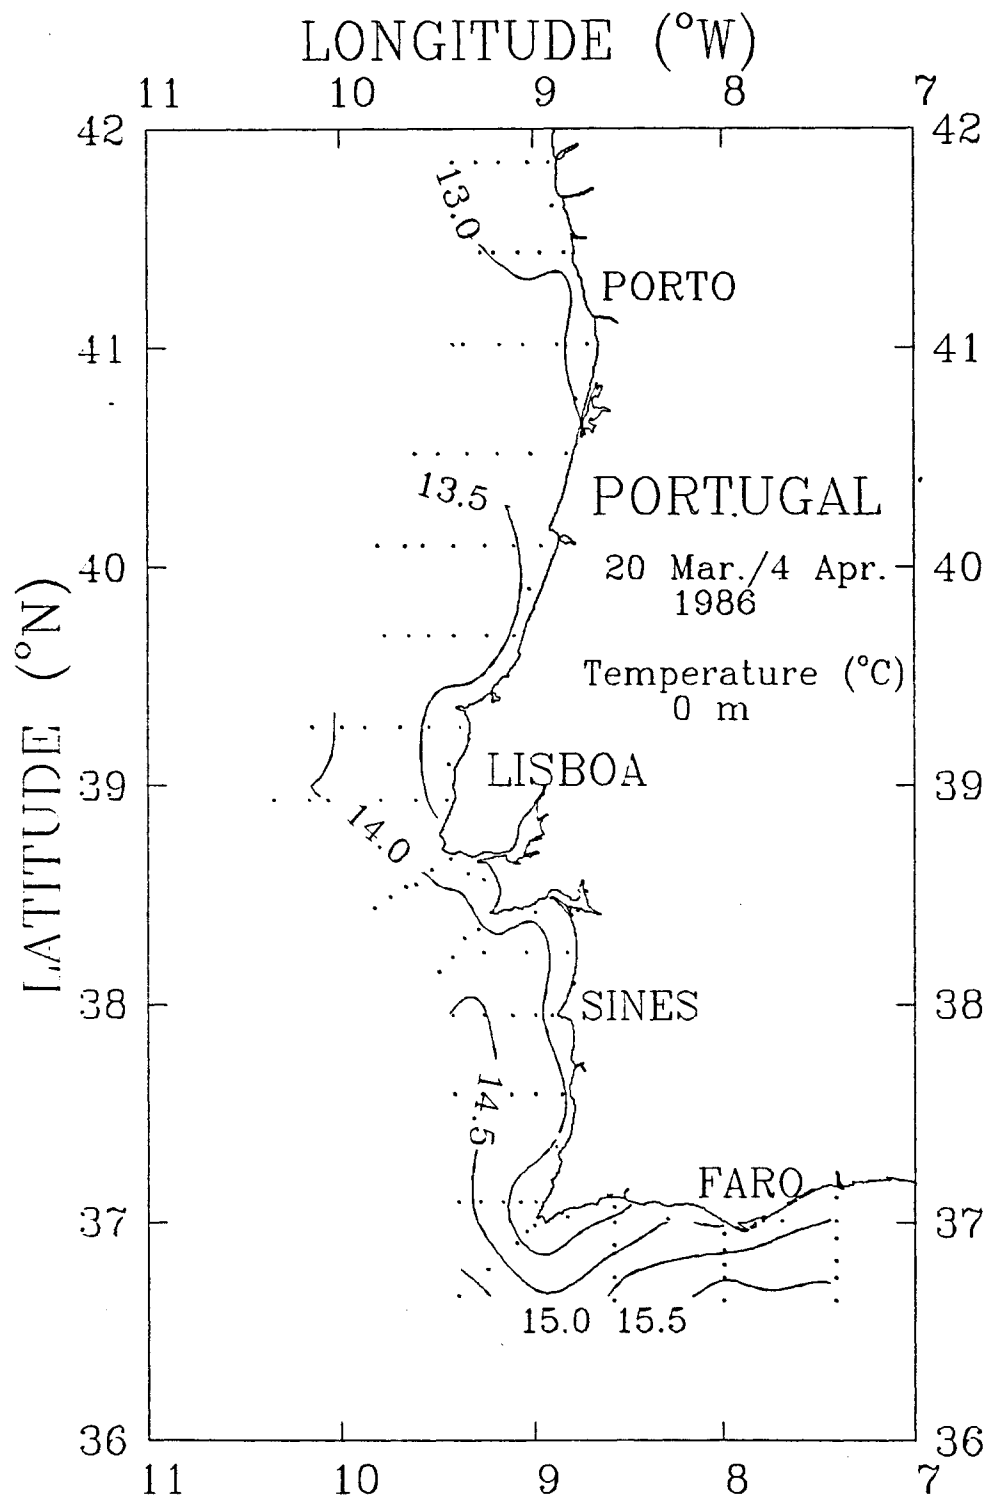 LONGITUDE (°W)
11 10 9 8 7
42 42
13.0
PORTO
41 41
13.5
PORTUGAL
40 40
20 Mar./4 Apr.
1986
LATITUDE (°N)
Temperature (°C)
0 m
LISBOA
39 39
14.0
38 38
SINES
14.5
FARO
37 37
15.0 15.5
36 36
11 10 9 8 7